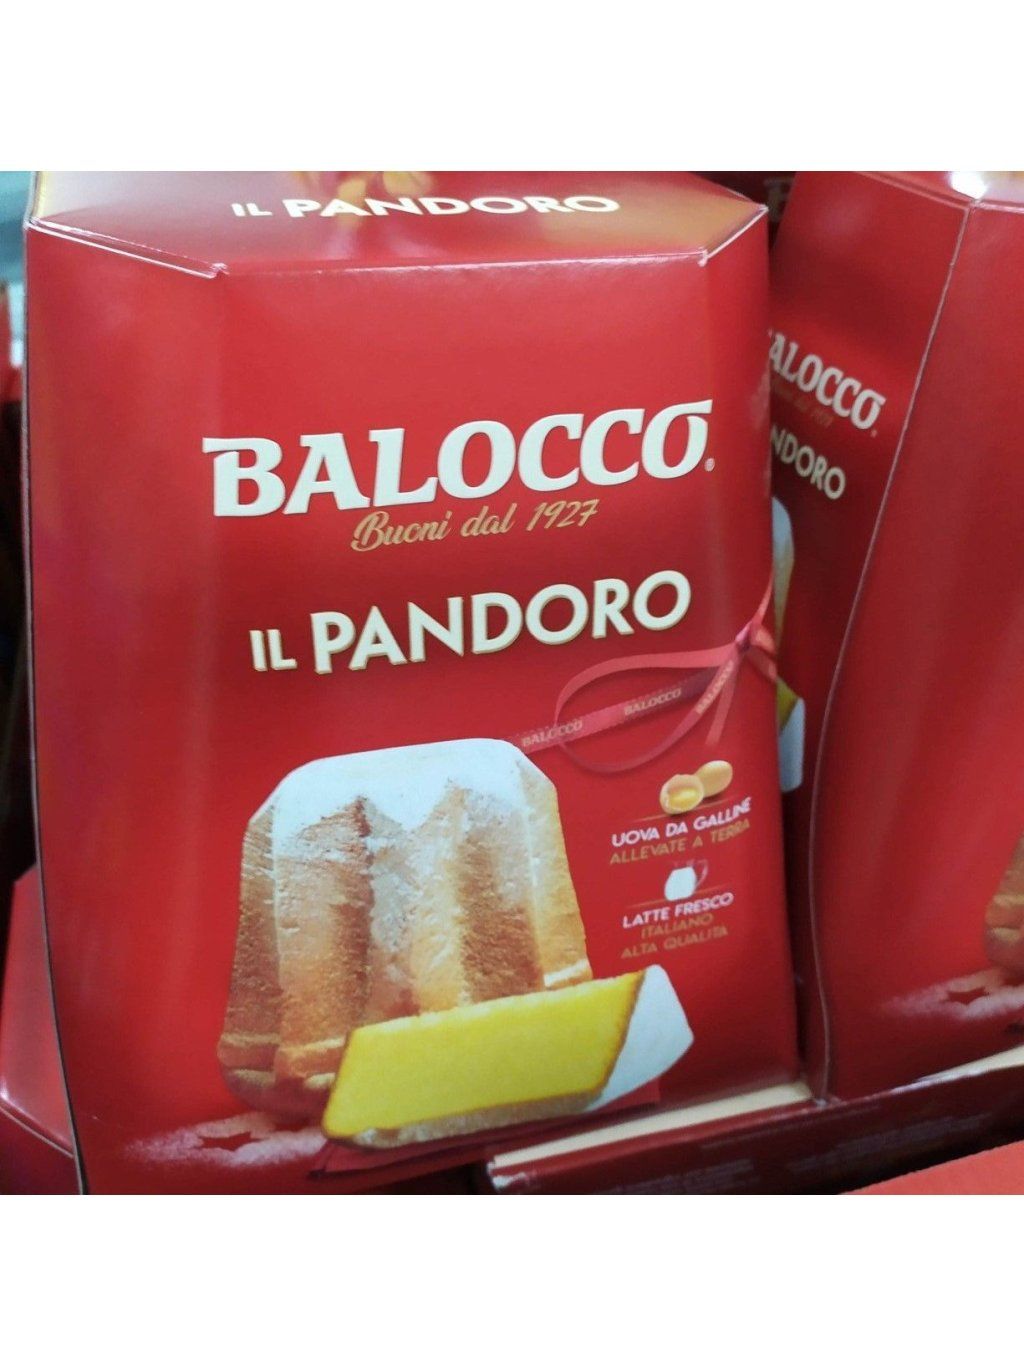 IL PANDORO
BALOCCO
Buoni dal 1927
IL PANDORO
BALOCCO BALOCCO BALOCCO
UOVA DA GALLINE
ALLEVATE A TERRA
LATTE FRESCO
ITALIANO
ALTA QUALITÀ
ALOCCO
NDORO